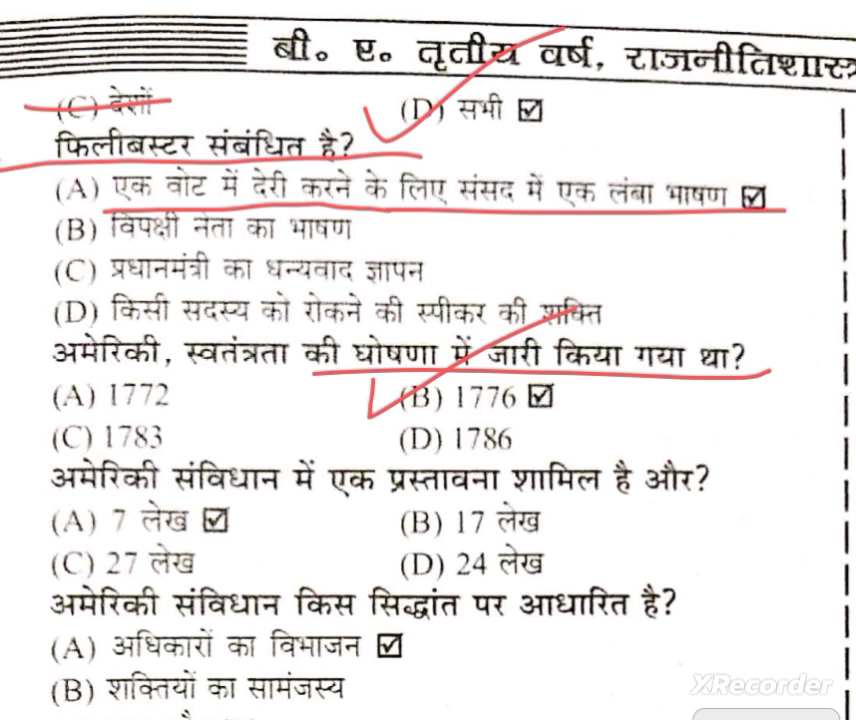 बी. ए. तृतीय वर्ष, राजनीतिशास्त्र
(C) देशों (D) सभी ☑
फिलीबस्टर संबंधित है?
(A) एक वोट में देरी करने के लिए संसद में एक लंबा भाषण ☑
(B) विपक्षी नेता का भाषण
(C) प्रधानमंत्री का धन्यवाद ज्ञापन
(D) किसी सदस्य को रोकने की स्पीकर की शक्ति
अमेरिकी, स्वतंत्रता की घोषणा में जारी किया गया था?
(A) 1772 (B) 1776 ☑
(C) 1783 (D) 1786
अमेरिकी संविधान में एक प्रस्तावना शामिल है और?
(A) 7 लेख ☑ (B) 17 लेख
(C) 27 लेख (D) 24 लेख
अमेरिकी संविधान किस सिद्धांत पर आधारित है?
(A) अधिकारों का विभाजन ☑
(B) शक्तियों का सामंजस्य
XRecorder